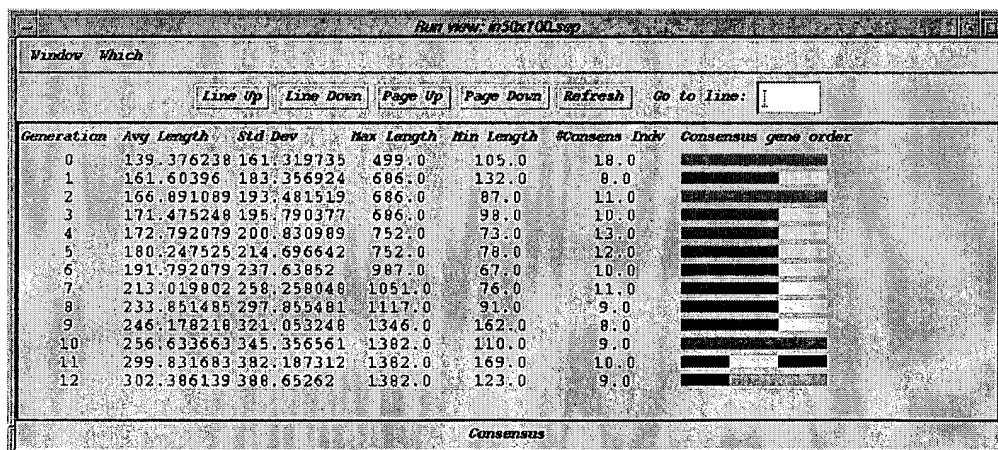 Run view: in50x100.sep
Window Which
Line Up Line Down Page Up Page Down Refresh Go to line:
Generation Avg Length Std Dev Max Length Min Length #Consens Indv Consensus gene order
0 139.376238 161.319735 499.0 105.0 18.0
1 161.60396 183.356924 686.0 132.0 8.0
2 166.891089 193.481519 686.0 87.0 11.0
3 171.475248 195.790377 686.0 98.0 10.0
4 172.792079 200.830989 752.0 73.0 13.0
5 180.247525 214.696642 752.0 78.0 12.0
6 191.792079 237.63852 987.0 67.0 10.0
7 213.019802 258.258048 1051.0 76.0 11.0
8 233.851485 297.855481 1117.0 91.0 9.0
9 246.178218 321.053248 1346.0 162.0 8.0
10 256.633663 345.356561 1382.0 110.0 9.0
11 299.831683 382.187312 1382.0 169.0 10.0
12 302.386139 388.65262 1382.0 123.0 9.0
Consensus